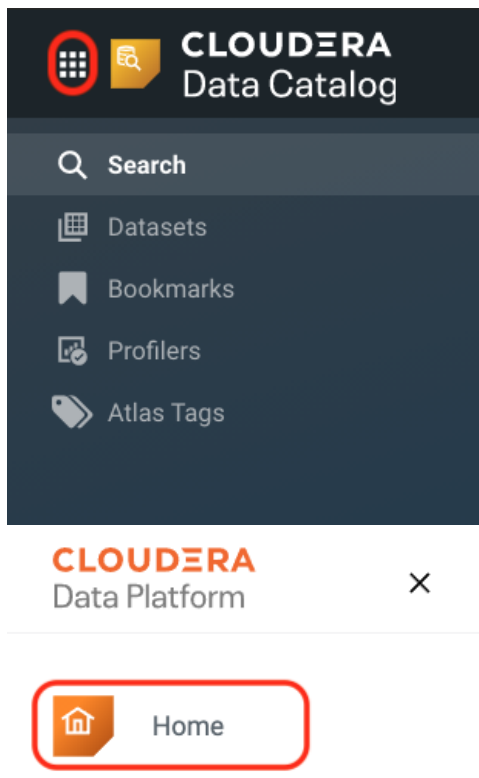 CLOUDERA
Data Catalog
Search
Datasets
Bookmarks
Profilers
Atlas Tags
CLOUDERA
Data Platform
Home